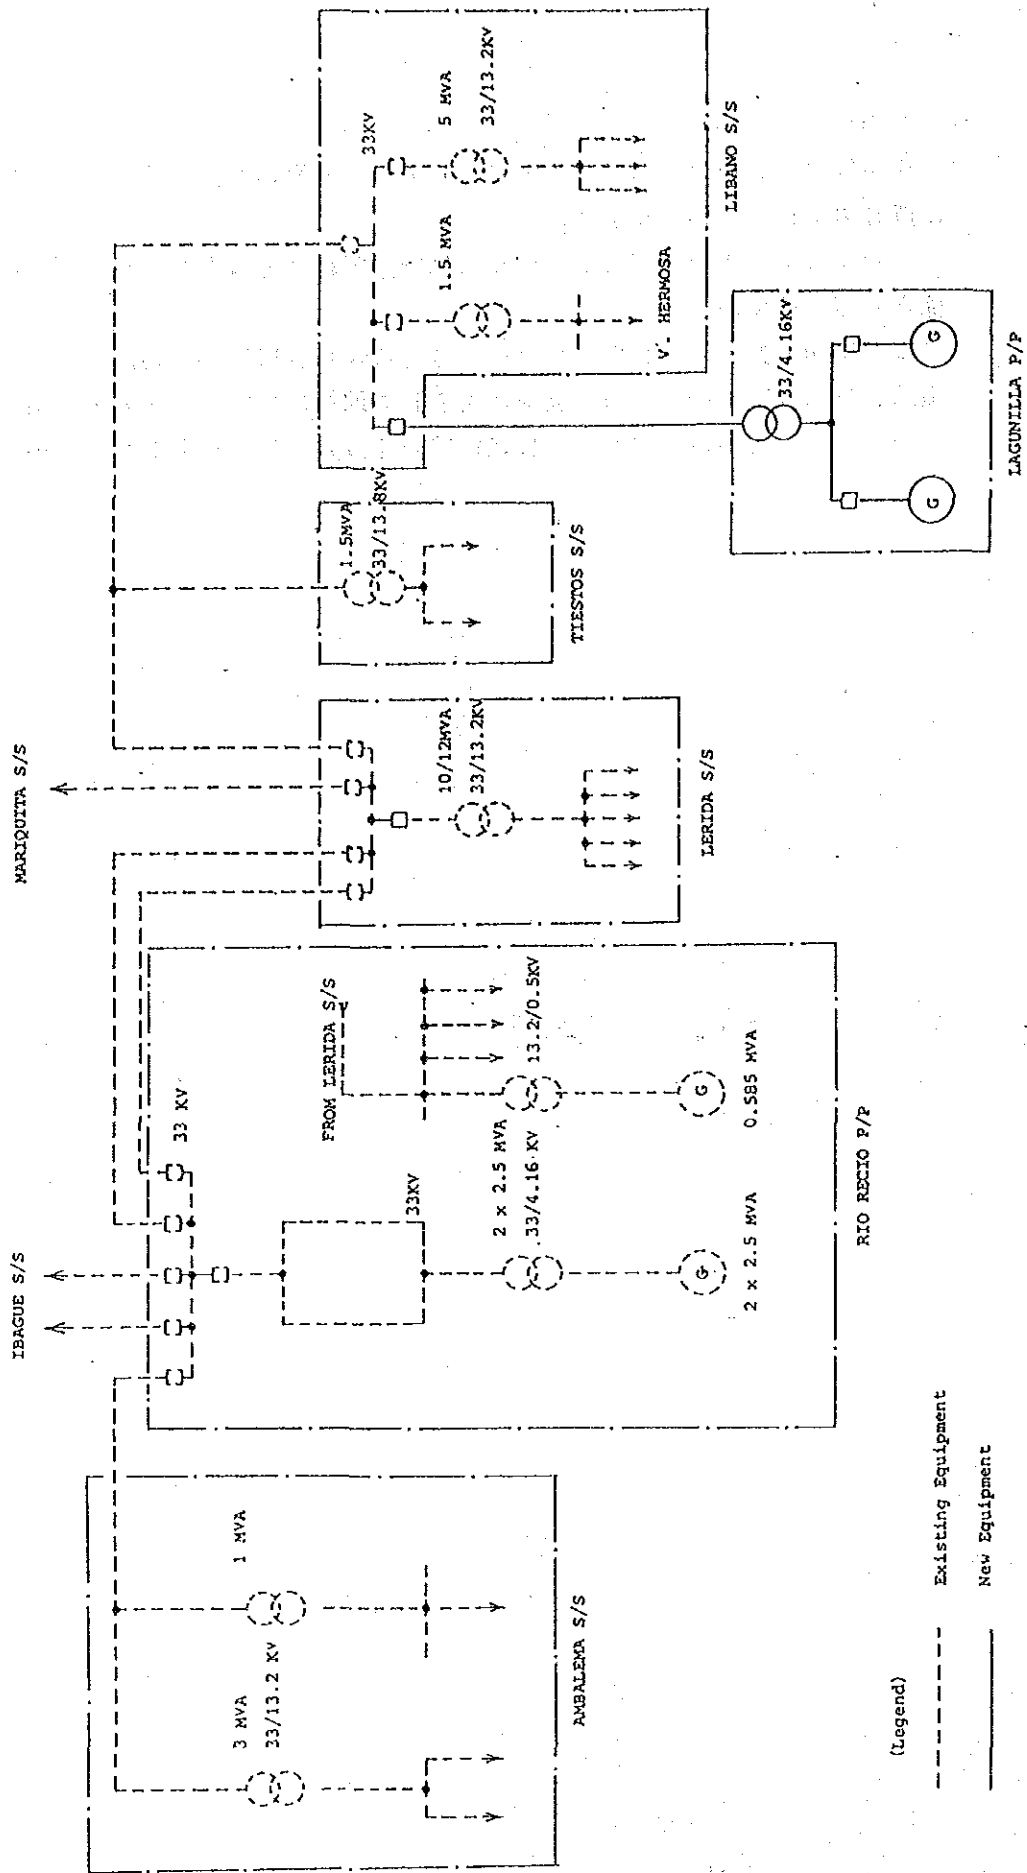 IBAGUE S/S
MARIQUITA S/S
3 MVA
33/13.2 KV
1 MVA
AMBALEMA S/S
33 KV
33KV
FROM LERIDA S/S
2 x 2.5 MVA
33/4.16 KV
13.2/0.5KV
G
G
2 x 2.5 MVA
0.585 MVA
RIO RECIO P/P
10/12MVA
33/13.2KV
LERIDA S/S
1.5MVA
33/13.8KV
TIESTOS S/S
33KV
1.5 MVA
5 MVA
33/13.2KV
V. HERMOSA
LIBANO S/S
33/4.16KV
G
G
LAGUNILLA P/P
(Legend)
Existing Equipment
New Equipment